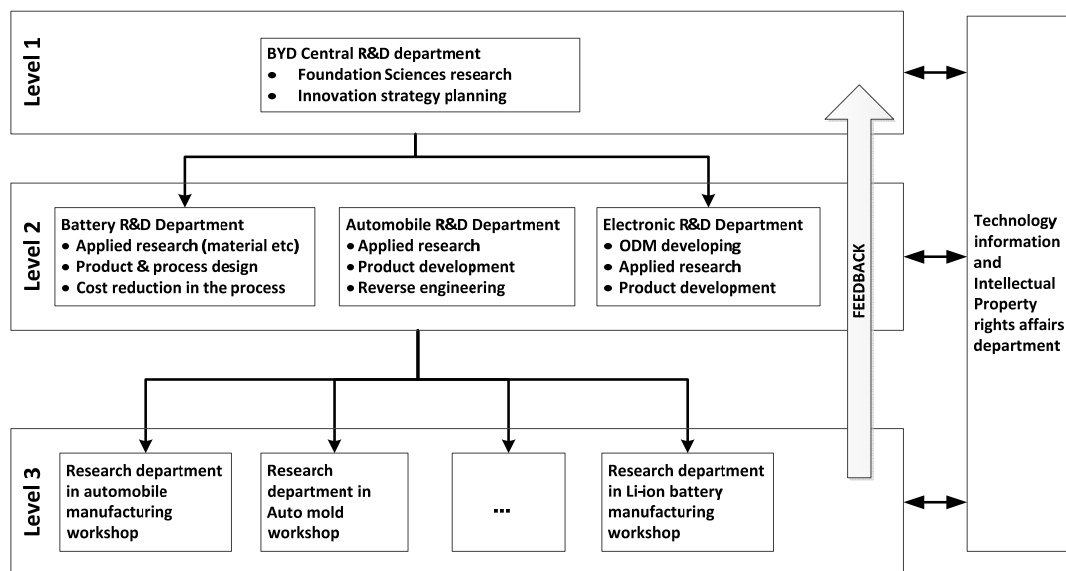 Level 1
BYD Central R&D department
● Foundation Sciences research
● Innovation strategy planning
Level 2
Battery R&D Department
● Applied research (material etc)
● Product & process design
● Cost reduction in the process
Automobile R&D Department
● Applied research
● Product development
● Reverse engineering
Electronic R&D Department
● ODM developing
● Applied research
● Product development
FEEDBACK
Technology
information
and
Intellectual
Property
rights affairs
department
Level 3
Research department
in automobile
manufacturing
workshop
Research
department in
Auto mold
workshop
...
Research department
in Li-ion battery
manufacturing
workshop